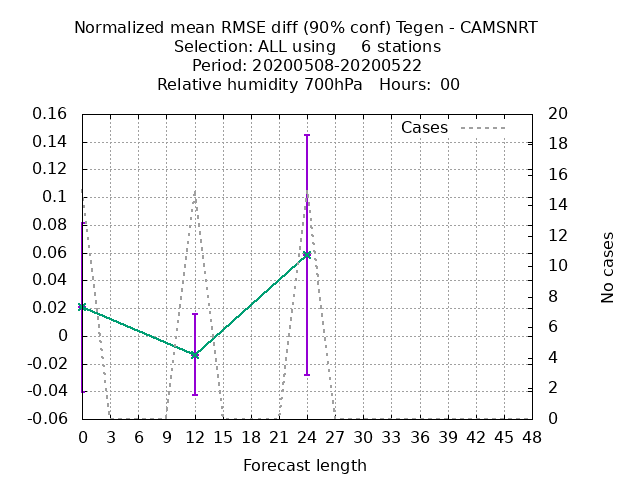 Normalized mean RMSE diff (90% conf) Tegen - CAMSNRT
Selection: ALL using     6 stations
Period: 20200508-20200522
Relative humidity 700hPa   Hours:  00
0.16
0.14
0.12
0.1
0.08
0.06
0.04
0.02
0
-0.02
-0.04
-0.06
Cases
20
18
16
14
12
10
8
6
4
2
0
No cases
0 3 6 9 12 15 18 21 24 27 30 33 36 39 42 45 48
Forecast length